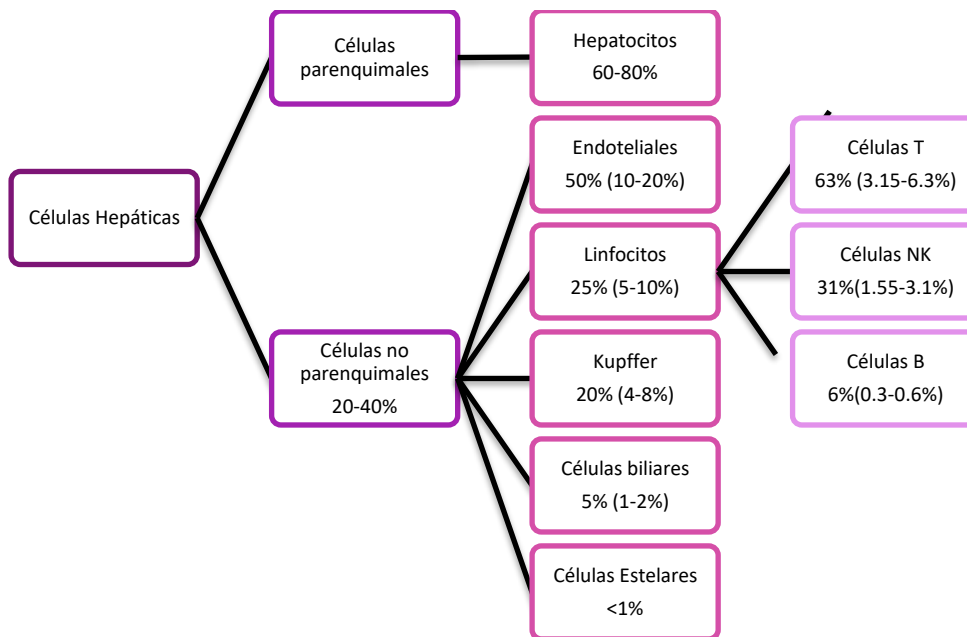 Células Hepáticas
Células
parenquimales
Hepatocitos
60-80%
Células no
parenquimales
20-40%
Endoteliales
50% (10-20%)
Linfocitos
25% (5-10%)
Células T
63% (3.15-6.3%)
Células NK
31%(1.55-3.1%)
Células B
6%(0.3-0.6%)
Kupffer
20% (4-8%)
Células biliares
5% (1-2%)
Células Estelares
<1%